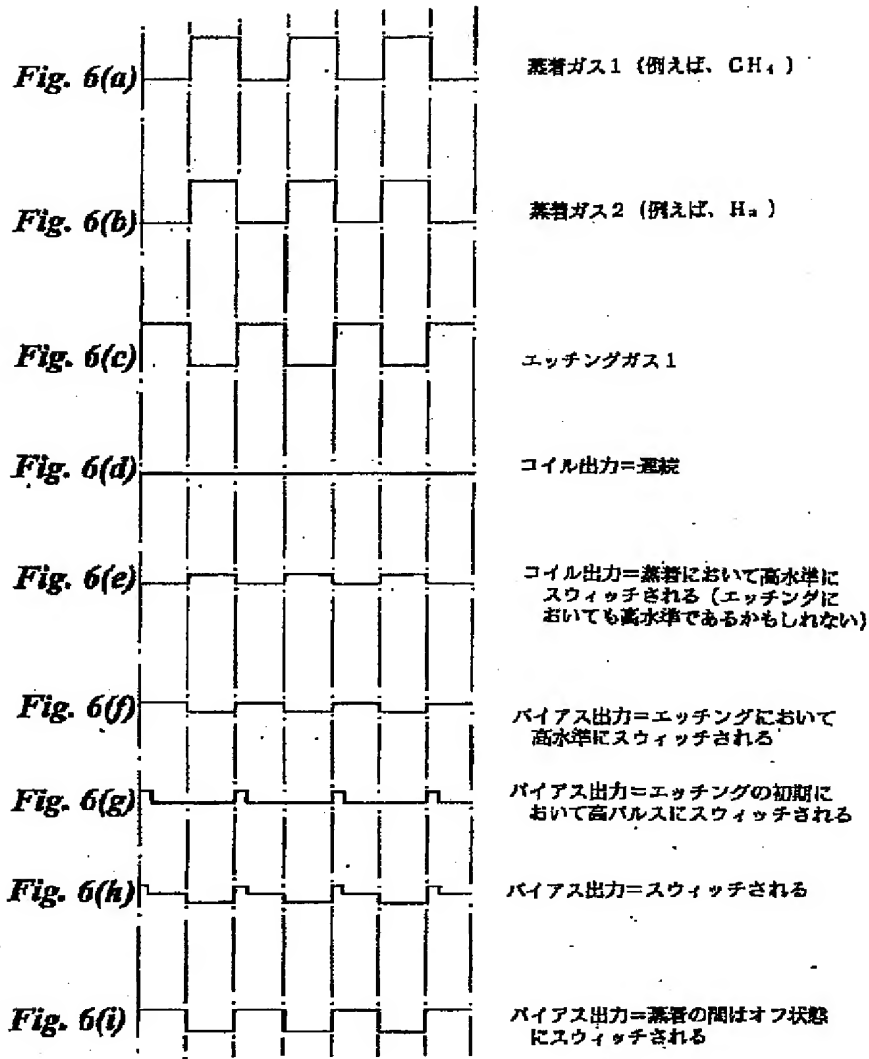 Fig. 6(a)
蒸着ガス1 (例えば、CH₄)
Fig. 6(b)
蒸着ガス2 (例えば、H₂)
Fig. 6(c)
エッチングガス1
Fig. 6(d)
コイル出力=連続
Fig. 6(e)
コイル出力=蒸着において高水準に
スウィッチされる (エッチングに
おいても高水準であるかもしれない)
Fig. 6(f)
バイアス出力=エッチングにおいて
高水準にスウィッチされる
Fig. 6(g)
バイアス出力=エッチングの初期に
おいて高パルスにスウィッチされる
Fig. 6(h)
バイアス出力=スウィッチされる
Fig. 6(i)
バイアス出力=蒸着の間はオフ状態
にスウィッチされる